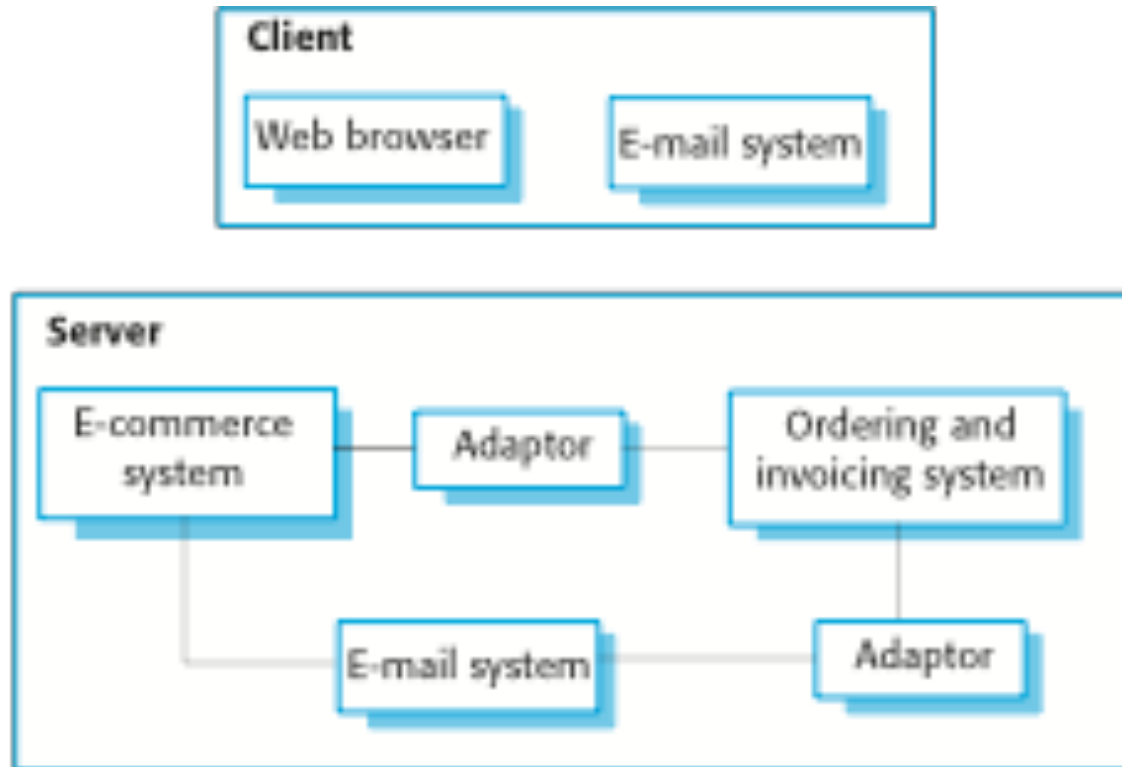 Client
Web browser
E-mail system
Server
E-commerce
system
Adaptor
Ordering and
invoicing system
E-mail system
Adaptor